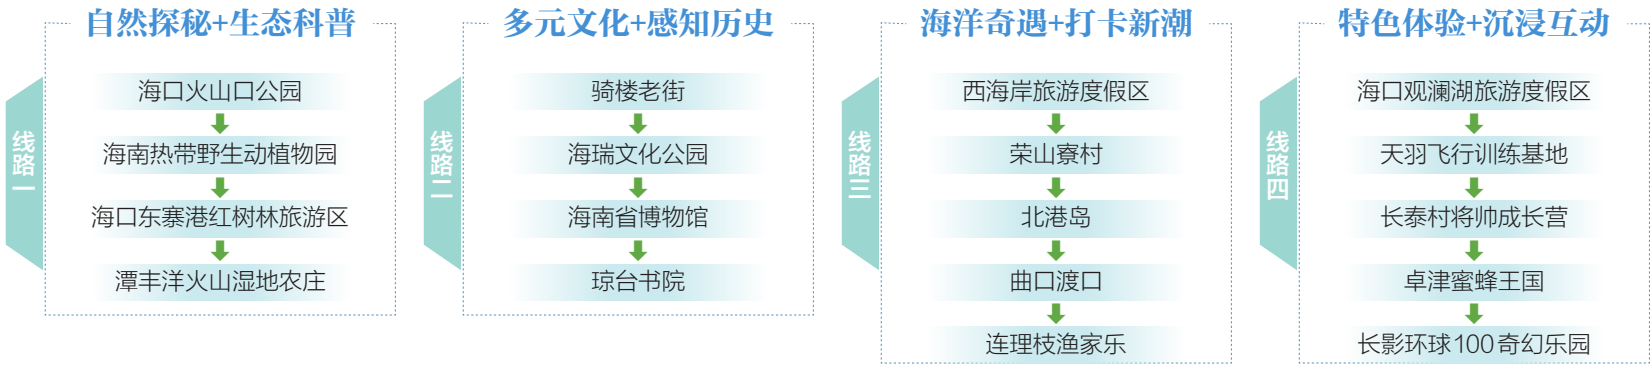 自然探秘+生态科普
线路一
海口火山口公园
海南热带野生动植物园
海口东寨港红树林旅游区
潭丰洋火山湿地农庄
多元文化+感知历史
线路二
骑楼老街
海瑞文化公园
海南省博物馆
琼台书院
海洋奇遇+打卡新潮
线路三
西海岸旅游度假区
荣山寮村
北港岛
曲口渡口
连理枝渔家乐
特色体验+沉浸互动
线路四
海口观澜湖旅游度假区
天羽飞行训练基地
长泰村将帅成长营
卓津蜜蜂王国
长影环球100奇幻乐园